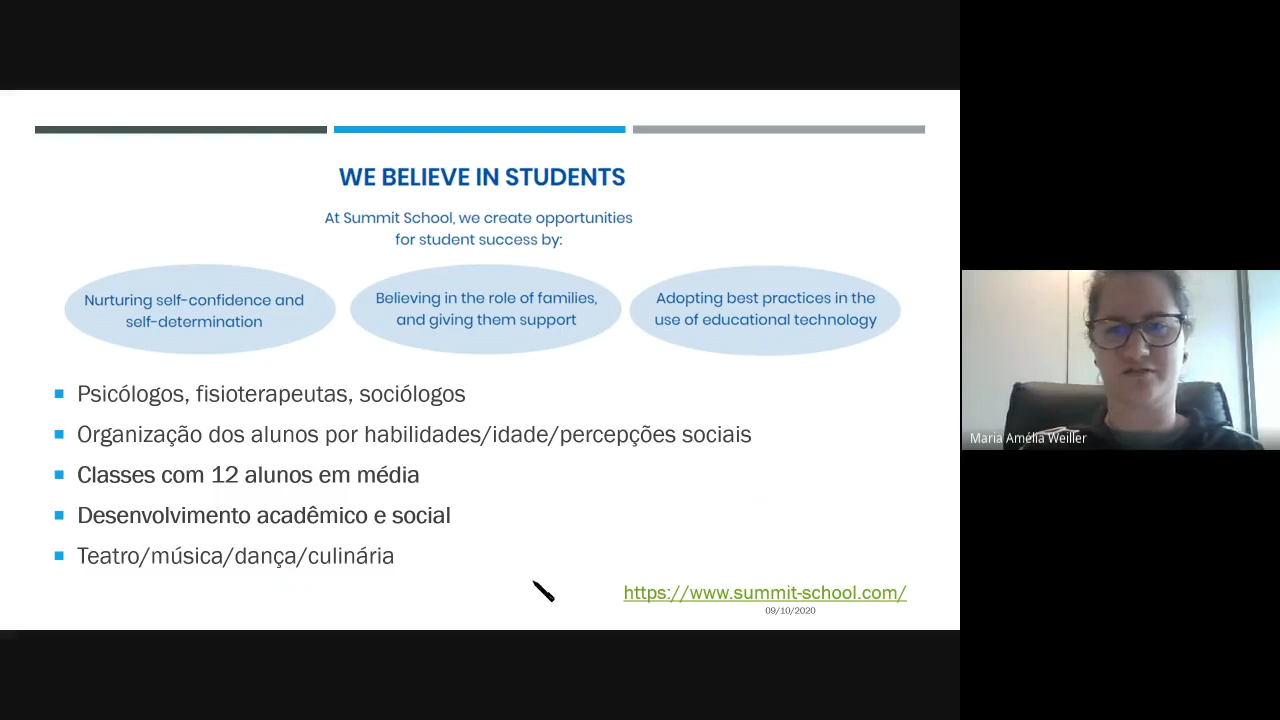 WE BELIEVE IN STUDENTS
At Summit School, we create opportunities
for student success by:
Nurturing self-confidence and
self-determination
Believing in the role of families,
and giving them support
Adopting best practices in the
use of educational technology
Psicólogos, fisioterapeutas, sociólogos
Organização dos alunos por habilidades/idade/percepções sociais
Classes com 12 alunos em média
Desenvolvimento acadêmico e social
Teatro/música/dança/culinária
https://www.summit-school.com/
09/10/2020
Maria Amélia Weiller